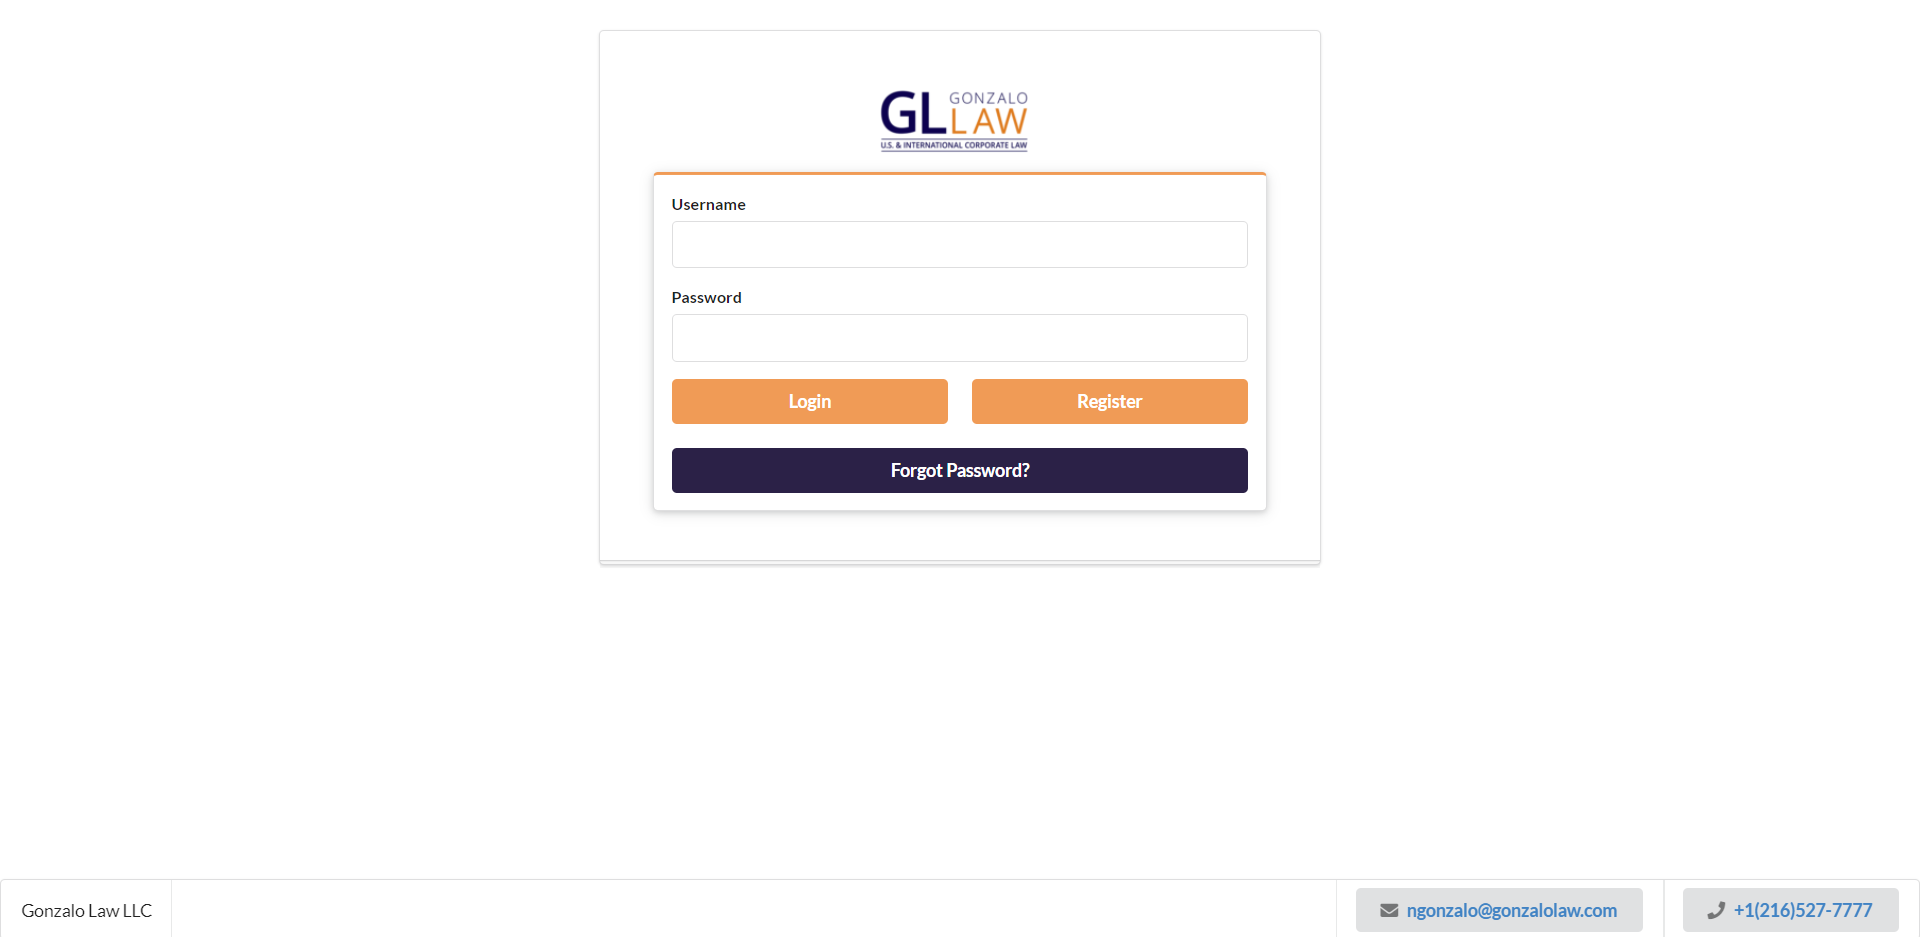 GL GONZALO
LAW
U.S. & INTERNATIONAL CORPORATE LAW
Username
Password
Login Register
Forgot Password?
Gonzalo Law LLC ngonzalo@gonzalolaw.com +1(216)527-7777